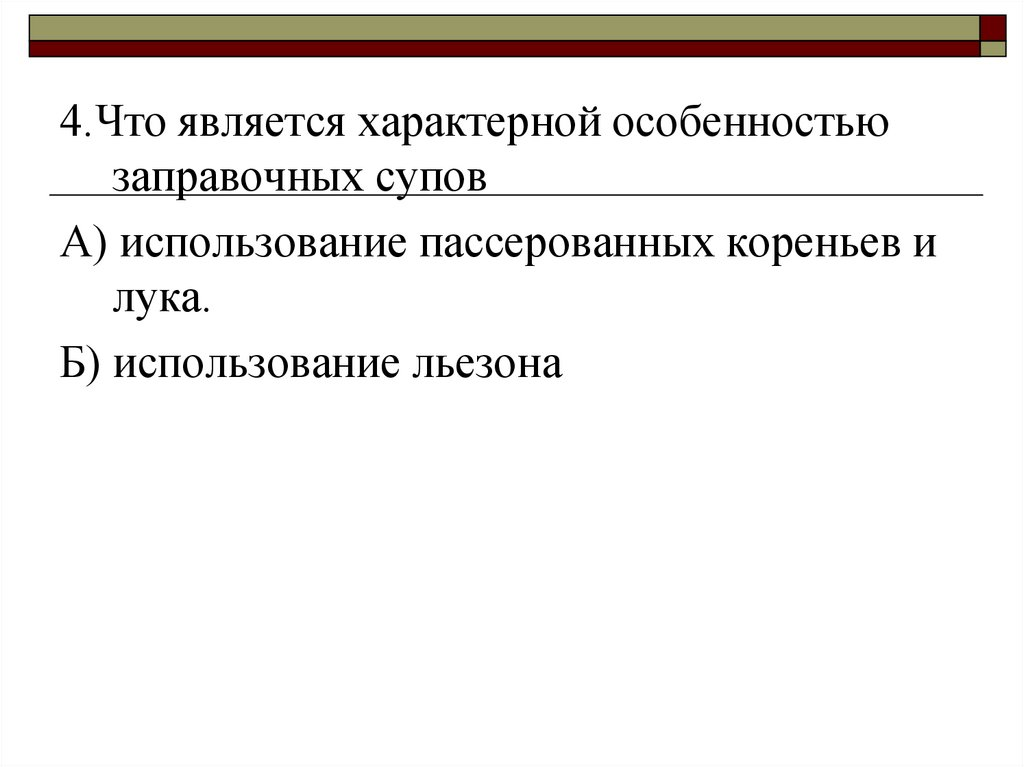 4.Что является характерной особенностью
заправочных супов
А) использование пассерованных кореньев и
лука.
Б) использование льезона